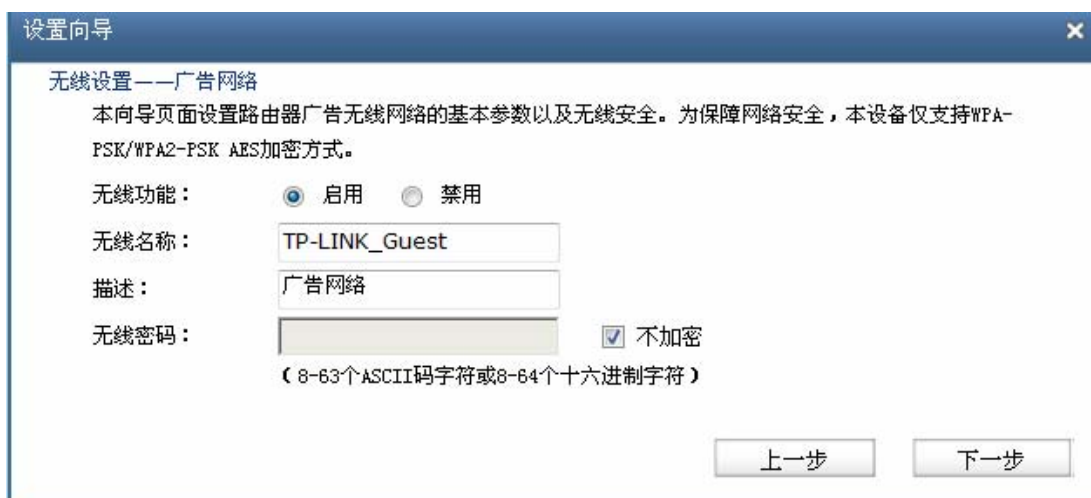 设置向导
无线设置——广告网络
本向导页面设置路由器广告无线网络的基本参数以及无线安全。为保障网络安全，本设备仅支持WPA-
PSK/WPA2-PSK AES加密方式。
无线功能： 启用 禁用
无线名称： TP-LINK_Guest
描述： 广告网络
无线密码： 不加密
（8-63个ASCII码字符或8-64个十六进制字符）
上一步 下一步